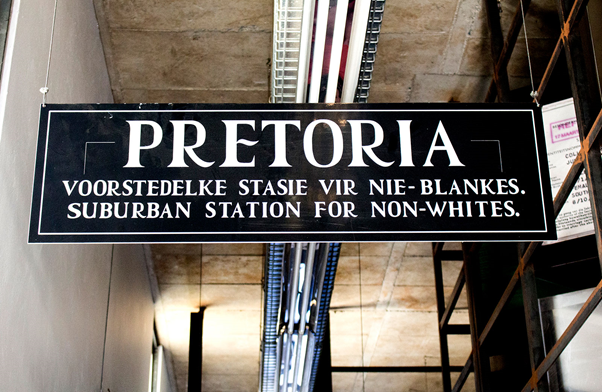 PRETORIA
VOORSTEDELKE STASIE VIR NIE-BLANKES.
SUBURBAN STATION FOR NON-WHITES.